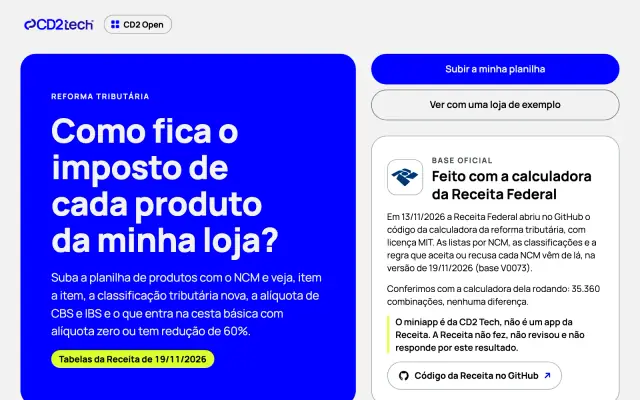 CD2tech
CD2 Open
REFORMA TRIBUTÁRIA
Como fica o
imposto de
cada produto
da minha loja?
Suba a planilha de produtos com o NCM e veja, item
a item, a classificação tributária nova, a alíquota de
CBS e IBS e o que entra na cesta básica com
alíquota zero ou tem redução de 60%.
Tabelas da Receita de 19/11/2026
Subir a minha planilha
Ver com uma loja de exemplo
BASE OFICIAL
Feito com a calculadora
da Receita Federal
Em 13/11/2026 a Receita Federal abriu no GitHub o
código da calculadora da reforma tributária, com
licença MIT. As listas por NCM, as classificações e a
regra que aceita ou recusa cada NCM vêm de lá, na
versão de 19/11/2026 (base V0073).
Conferimos com a calculadora dela rodando: 35.360
combinações, nenhuma diferença.
O miniapp é da CD2 Tech, não é um app da
Receita. A Receita não fez, não revisou e não
responde por este resultado.
Código da Receita no GitHub ↗